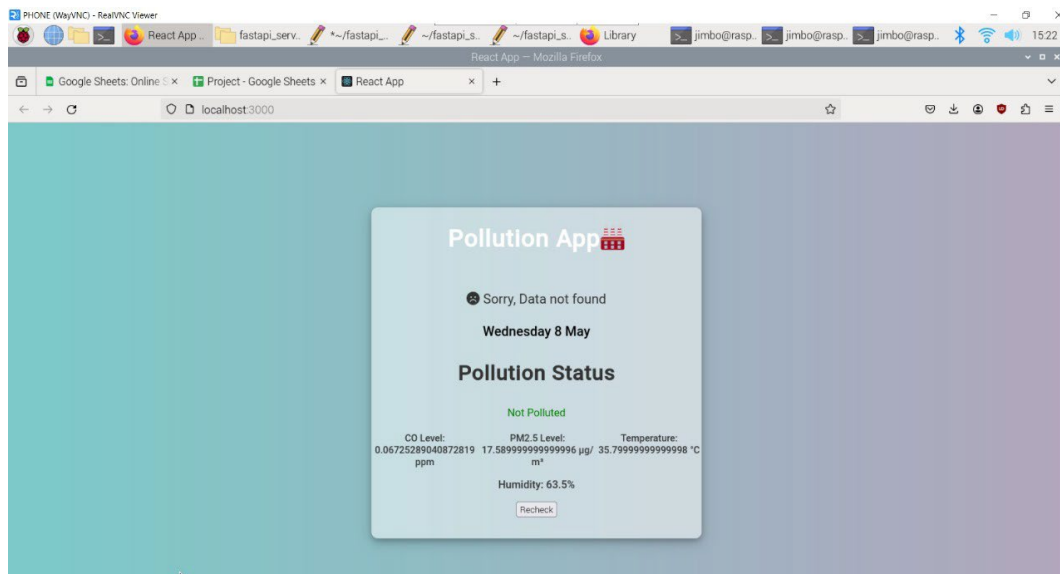 PHONE (WayVNC) - RealVNC Viewer
React App .. fastapi_serv.. *~/fastapi_.. ~/fastapi_s.. ~/fastapi_s.. Library jimbo@rasp.. jimbo@rasp.. jimbo@rasp.. 15:22
React App — Mozilla Firefox
Google Sheets: Online S Project - Google Sheets React App
localhost:3000
Pollution App
Sorry, Data not found
Wednesday 8 May
Pollution Status
Not Polluted
CO Level: PM2.5 Level: Temperature:
0.06725289040872819 17.589999999999996 µg/ 35.79999999999998 °C
ppm m³
Humidity: 63.5%
Recheck